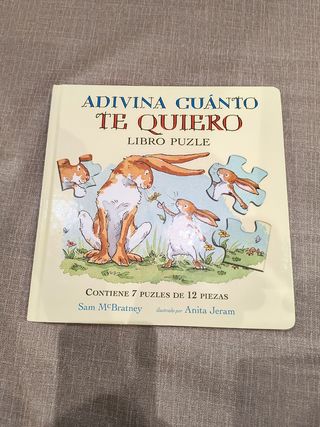 ADIVINA CUÁNTO
TE QUIERO
LIBRO PUZLE
CONTIENE 7 PUZLES DE 12 PIEZAS
Sam McBratney ilustrado por Anita Jeram